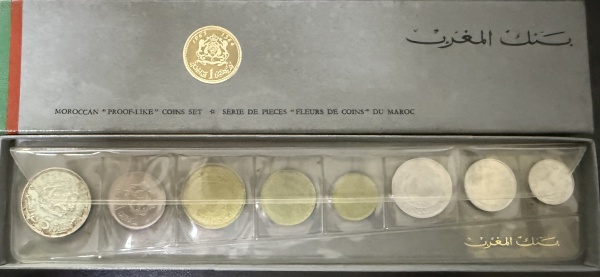 بنك المغرب
MOROCCAN "PROOF-LIKE" COINS SET * SERIE DE PIECES "FLEURS DE COINS" DU MAROC
بنك المغرب